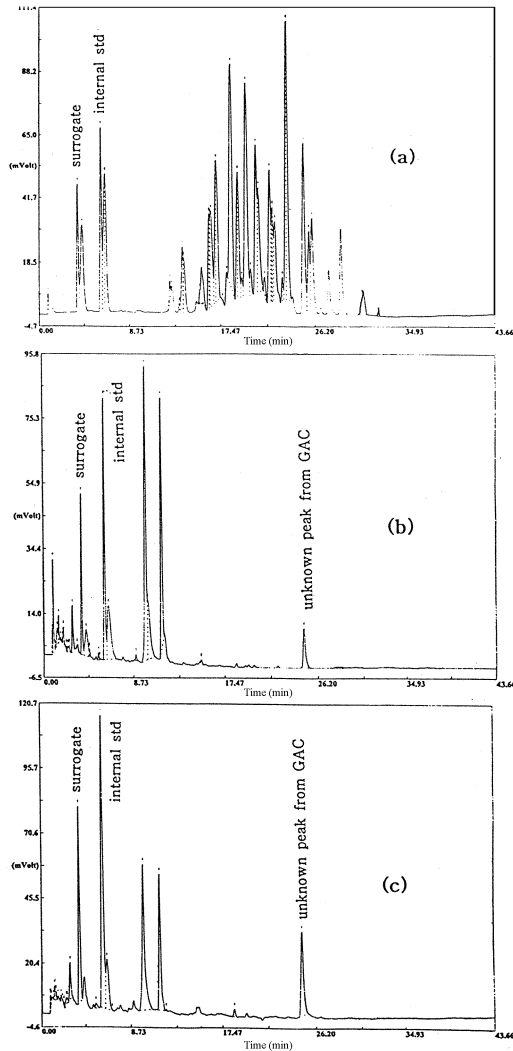 111.4
88.2
65.0
(mVolt)
41.7
18.5
-4.7
surrogate
internal std
(a)
0.00 8.73 17.47 26.20 34.93 43.66
Time (min)
95.8
75.3
54.9
(mVolt)
34.4
14.0
-6.5
surrogate
internal std
unknown peak from GAC
(b)
0.00 8.73 17.47 26.20 34.93 43.66
Time (min)
120.7
95.7
70.6
(mVolt)
45.5
20.4
-4.6
surrogate
internal std
unknown peak from GAC
(c)
0.00 8.73 17.47 26.20 34.93 43.66
Time (min)